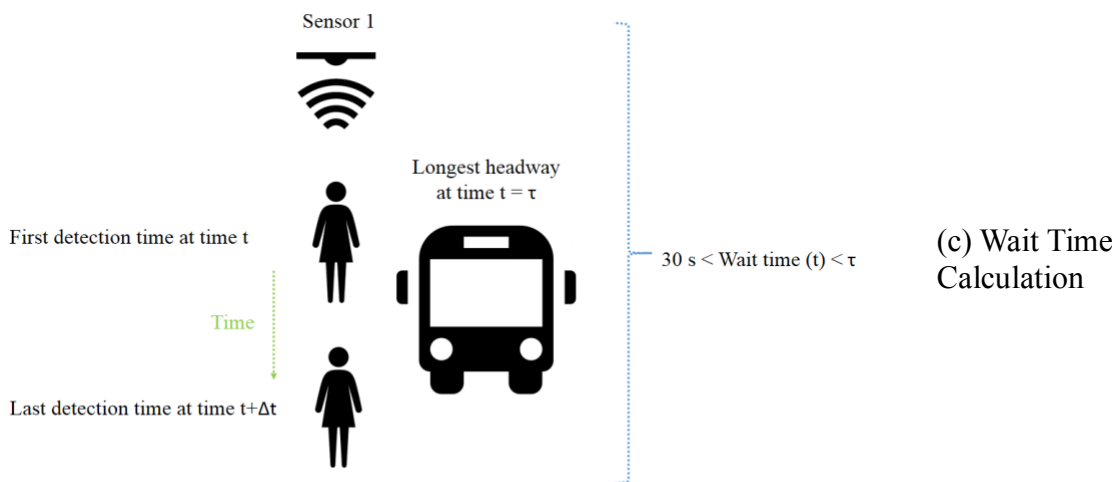 Sensor 1
Longest headway
at time t = τ
First detection time at time t
30 s < Wait time (t) < τ
(c) Wait Time
Calculation
Time
Last detection time at time t+Δt